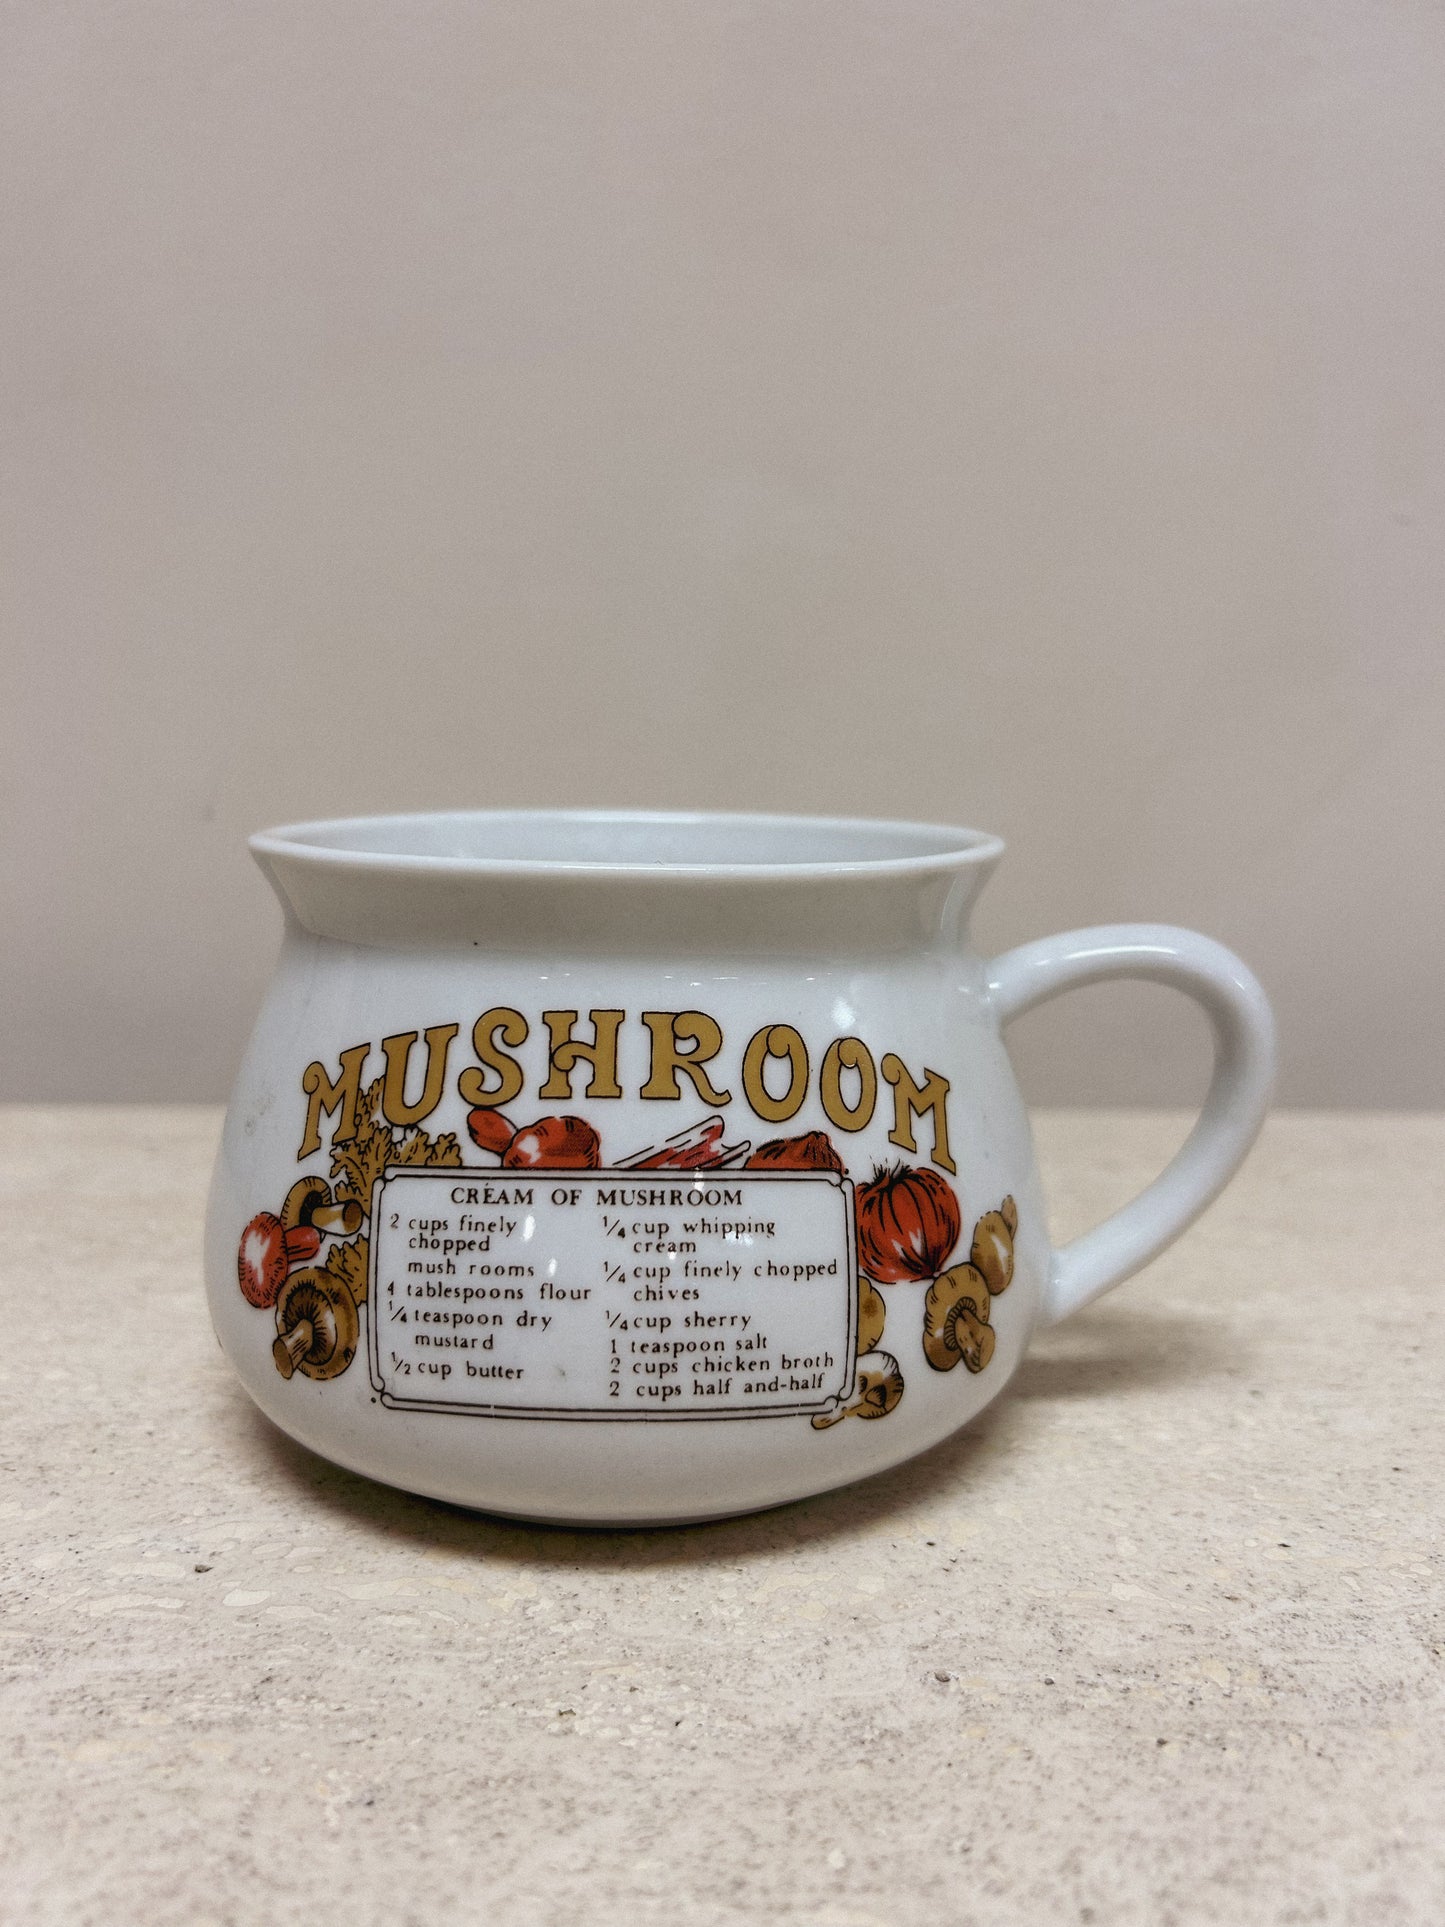 MUSHROOM
CREAM OF MUSHROOM
2 cups finely
chopped
mush rooms
4 tablespoons flour
1/4 teaspoon dry
mustard
1/2 cup butter
1/4 cup whipping
cream
1/4 cup finely chopped
chives
1/4 cup sherry
1 teaspoon salt
2 cups chicken broth
2 cups half and-half